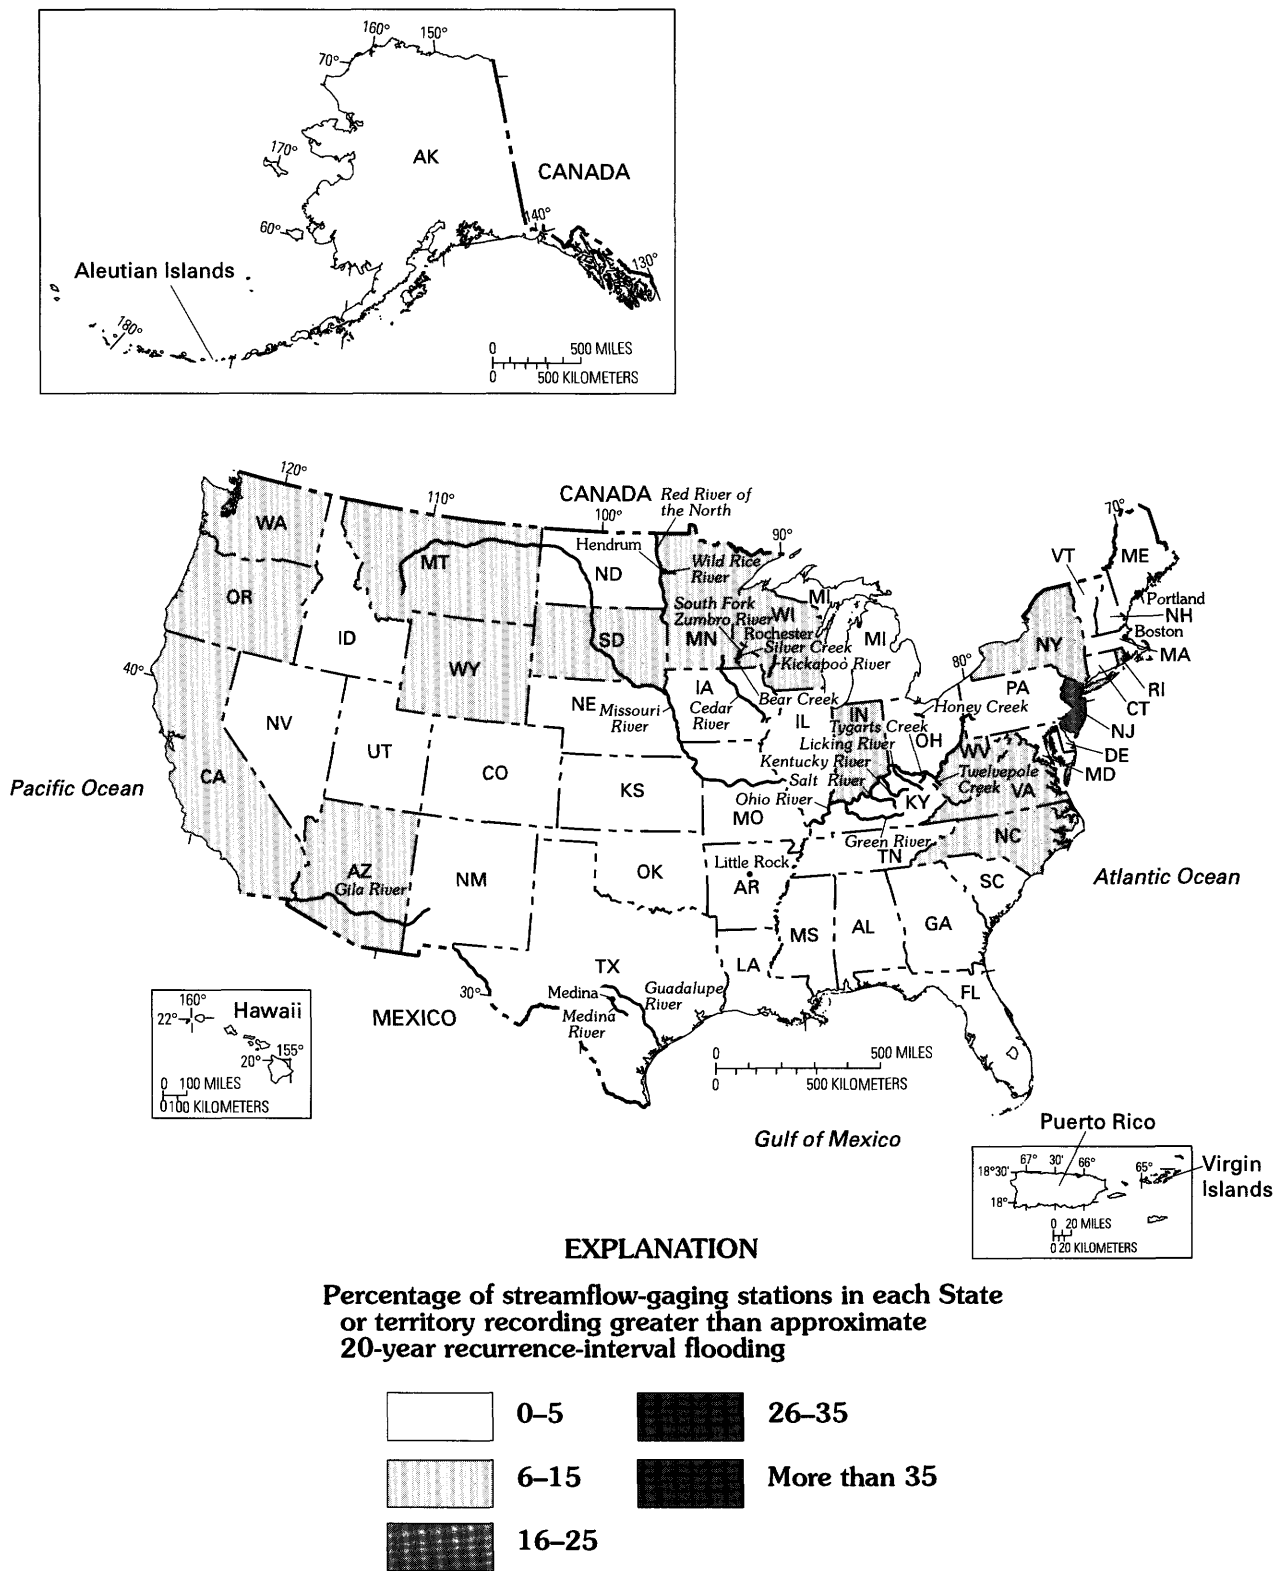 160°
150°
70°
170°
AK
CANADA
60°
140°
130°
Aleutian Islands
180°
0 500 MILES
0 500 KILOMETERS
120°
110°
CANADA
100°
Red River of
the North
90°
70°
WA
MT
Hendrum
ND
Wild Rice
River
VT
ME
OR
ID
South Fork
Zumbro River
MI
WI
Portland
NH
SD
MN
Rochester
Silver Creek
Kickapoo River
MI
NY
Boston
MA
40°
WY
80°
IA
Bear Creek
PA
RI
CT
NE
Missouri
River
Cedar
River
Honey Creek
NV
IL
IN
Tygarts Creek
OH
NJ
UT
Licking River
WV
DE
MD
CA
CO
Kentucky River
Twelvepole
Creek
Pacific Ocean
KS
Salt River
VA
Ohio River
KY
MO
Green River
TN
NC
AZ
Gila River
NM
OK
Little Rock
AR
SC
Atlantic Ocean
MS
AL
GA
TX
LA
FL
30°
Medina
Guadalupe
River
Medina
River
MEXICO
160°
Hawaii
22°
155°
20°
0 100 MILES
0 100 KILOMETERS
0 500 MILES
0 500 KILOMETERS
Gulf of Mexico
Puerto Rico
67° 30' 66°
65°
18°30'
18°
Virgin
Islands
0 20 MILES
0 20 KILOMETERS
EXPLANATION
Percentage of streamflow-gaging stations in each State
or territory recording greater than approximate
20-year recurrence-interval flooding
0–5
26–35
6–15
More than 35
16–25